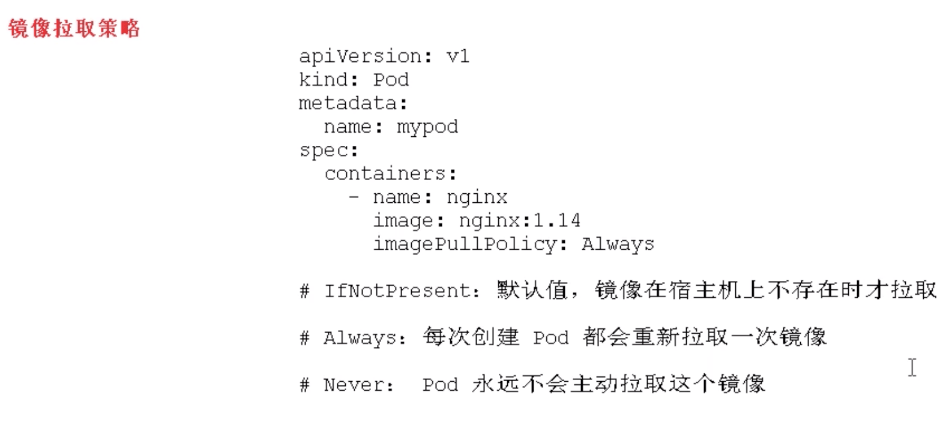 镜像拉取策略
apiVersion: v1
kind: Pod
metadata:
  name: mypod
spec:
  containers:
    - name: nginx
      image: nginx:1.14
      imagePullPolicy: Always
# IfNotPresent：默认值，镜像在宿主机上不存在时才拉取
# Always：每次创建 Pod 都会重新拉取一次镜像
# Never： Pod 永远不会主动拉取这个镜像